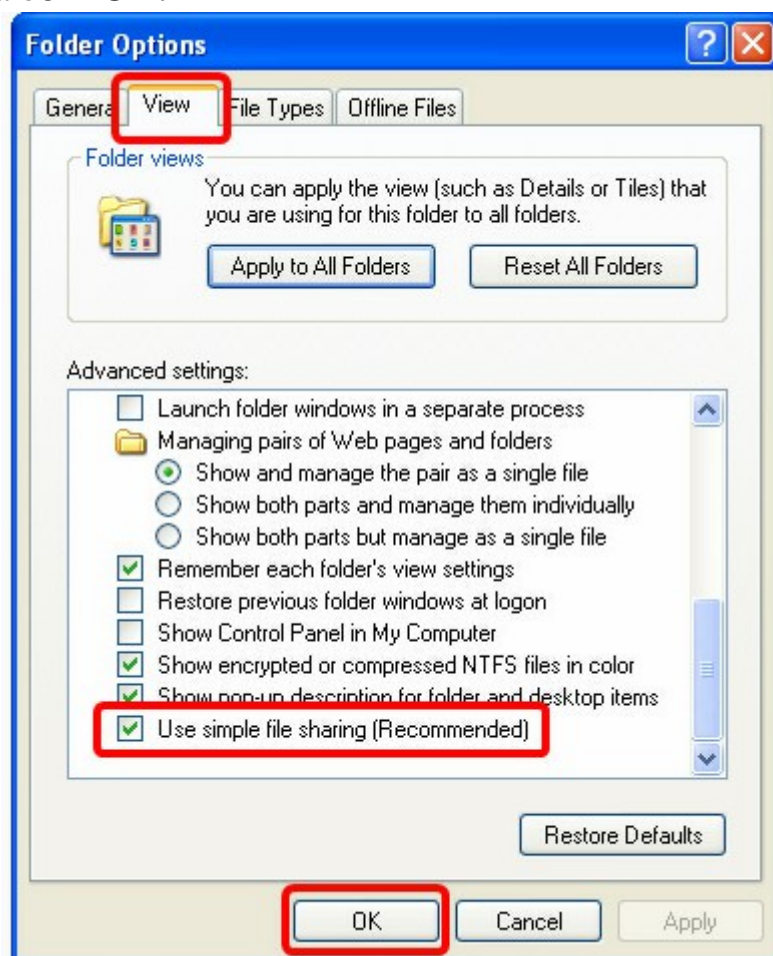 Folder Options
General
View
File Types
Offline Files
Folder views
You can apply the view (such as Details or Tiles) that
you are using for this folder to all folders.
Apply to All Folders
Reset All Folders
Advanced settings:
Launch folder windows in a separate process
Managing pairs of Web pages and folders
Show and manage the pair as a single file
Show both parts and manage them individually
Show both parts but manage as a single file
Remember each folder's view settings
Restore previous folder windows at logon
Show Control Panel in My Computer
Show encrypted or compressed NTFS files in color
Show pop-up description for folder and desktop items
Use simple file sharing (Recommended)
Restore Defaults
OK
Cancel
Apply